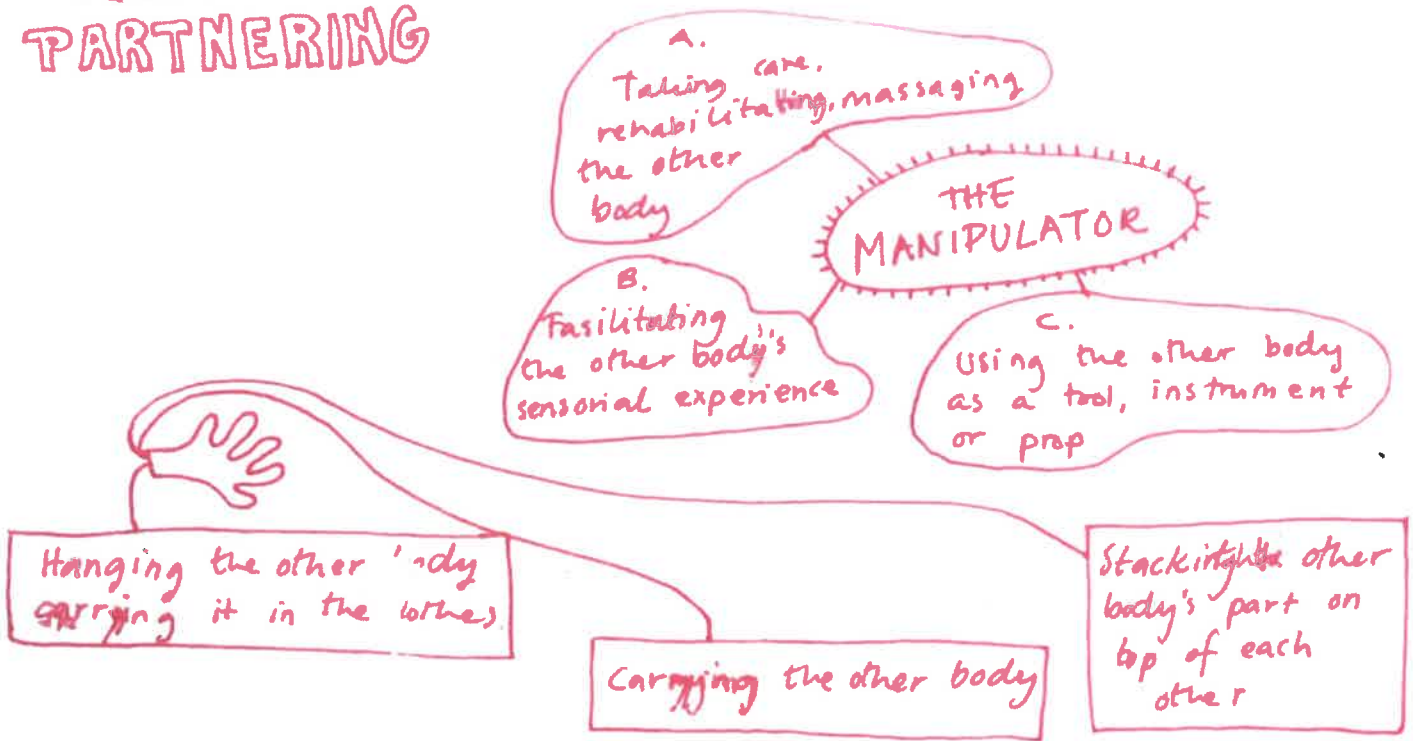 PARTNERING
A.
Taking care,
rehabilitating, massaging
the other
body
THE
MANIPULATOR
B.
Fasilitating
the other body's
sensorial experience
C.
Using the other body
as a tool, instrument
or prop
Hanging the other
carrying it in the
Carrying the other body
Stacking the other
body's part on
top of each
other